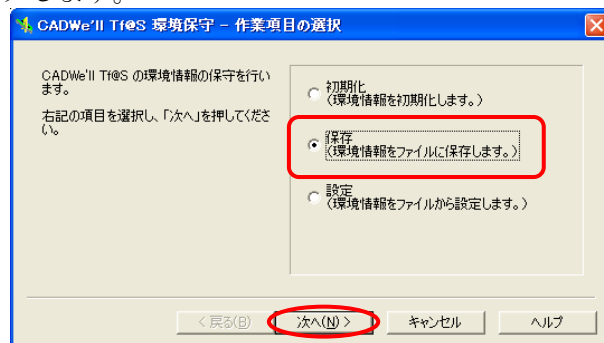 します。
CADWe'll Tf@S 環境保守 - 作業項目の選択
CADWe'll Tf@S の環境情報の保守を行い
ます。
右記の項目を選択し、「次へ」を押してくださ
い。
初期化
(環境情報を初期化します。)
保存
(環境情報をファイルに保存します。)
設定
(環境情報をファイルから設定します。)
< 戻る(B)
次へ(N) >
キャンセル
ヘルプ